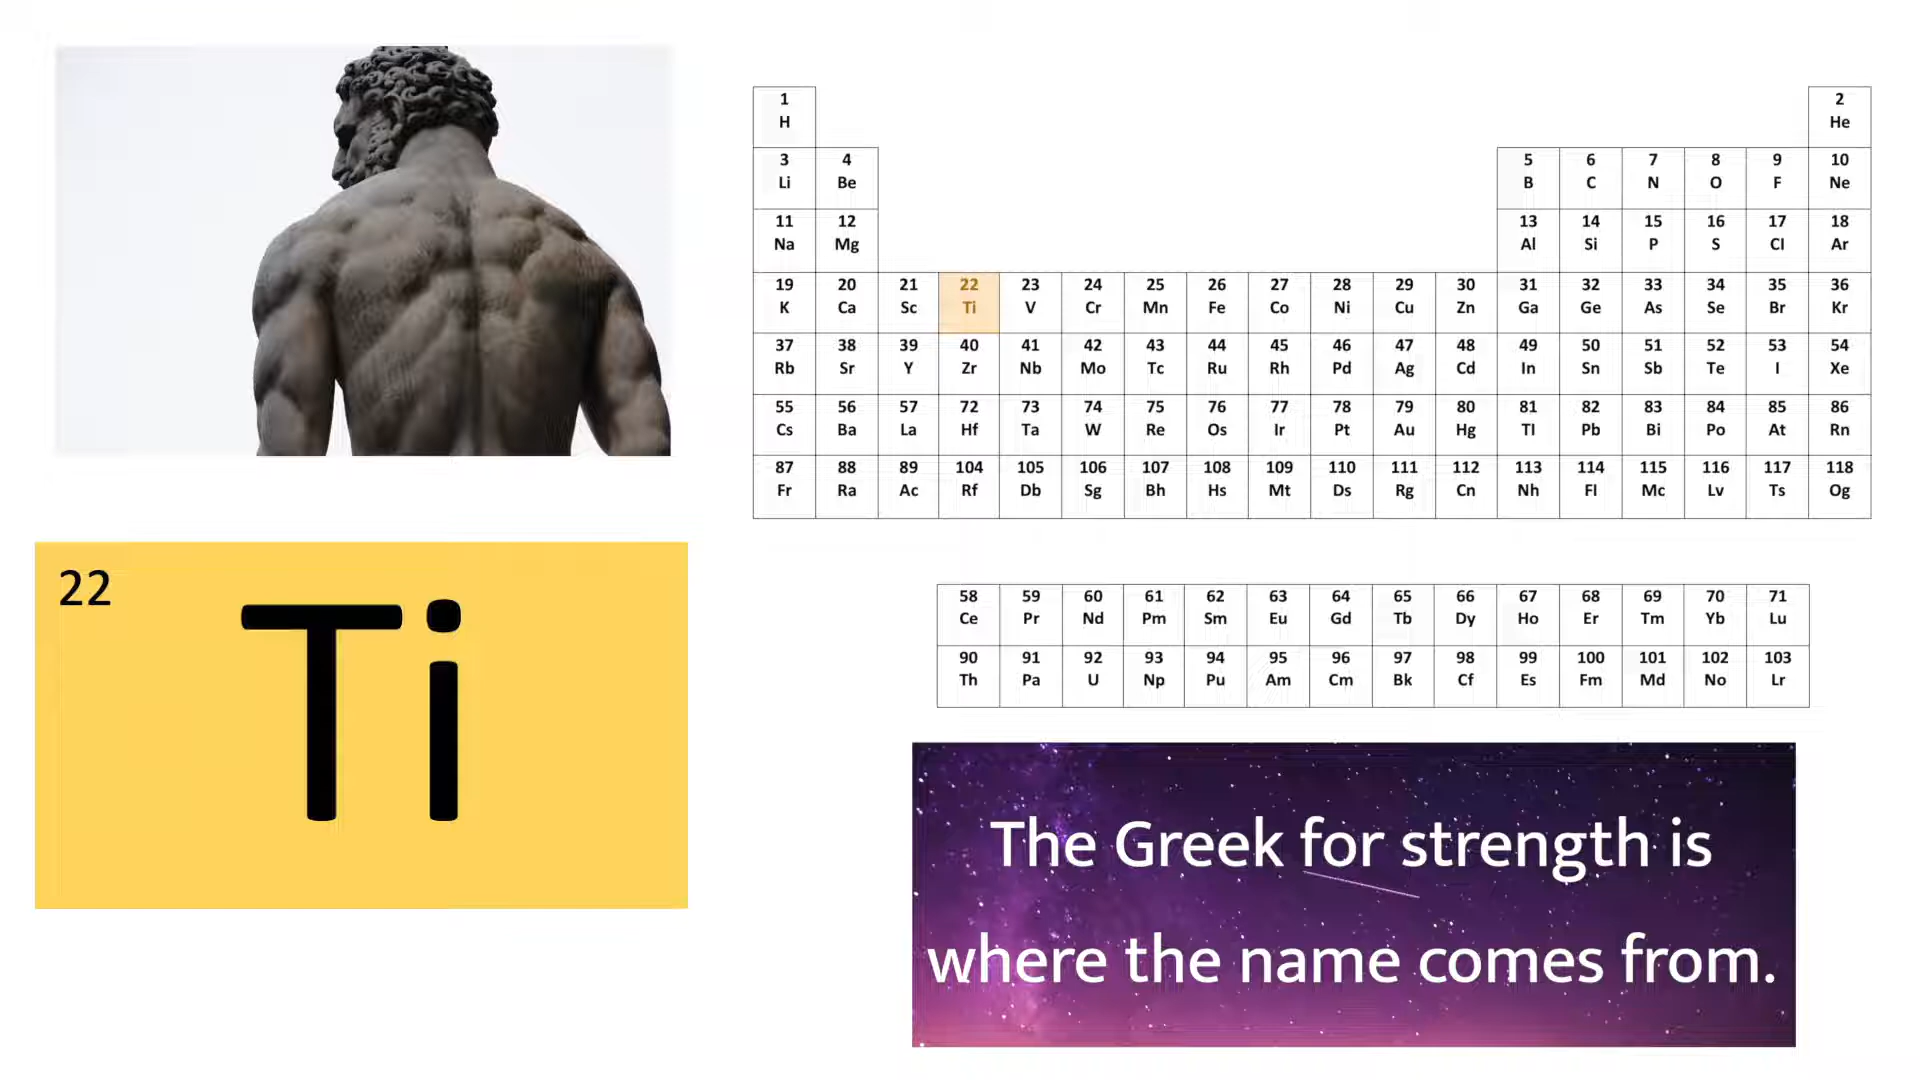 1 2
H He
3 4 5 6 7 8 9 10
Li Be B C N O F Ne
11 12 13 14 15 16 17 18
Na Mg Al Si P S Cl Ar
19 20 21 22 23 24 25 26 27 28 29 30 31 32 33 34 35 36
K Ca Sc Ti V Cr Mn Fe Co Ni Cu Zn Ga Ge As Se Br Kr
37 38 39 40 41 42 43 44 45 46 47 48 49 50 51 52 53 54
Rb Sr Y Zr Nb Mo Tc Ru Rh Pd Ag Cd In Sn Sb Te I Xe
55 56 57 72 73 74 75 76 77 78 79 80 81 82 83 84 85 86
Cs Ba La Hf Ta W Re Os Ir Pt Au Hg Tl Pb Bi Po At Rn
87 88 89 104 105 106 107 108 109 110 111 112 113 114 115 116 117 118
Fr Ra Ac Rf Db Sg Bh Hs Mt Ds Rg Cn Nh Fl Mc Lv Ts Og
58 59 60 61 62 63 64 65 66 67 68 69 70 71
Ce Pr Nd Pm Sm Eu Gd Tb Dy Ho Er Tm Yb Lu
90 91 92 93 94 95 96 97 98 99 100 101 102 103
Th Pa U Np Pu Am Cm Bk Cf Es Fm Md No Lr
22
Ti
The Greek for strength is
where the name comes from.